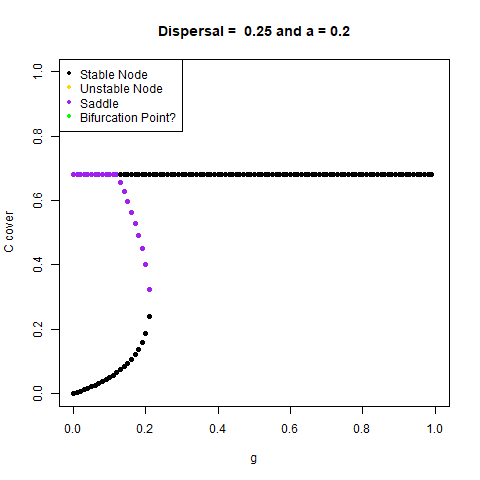 Dispersal =  0.25 and a = 0.2
Stable Node
Unstable Node
Saddle
Bifurcation Point?
1.0
0.8
0.6
0.4
0.2
0.0
C cover
0.0 0.2 0.4 0.6 0.8 1.0
g